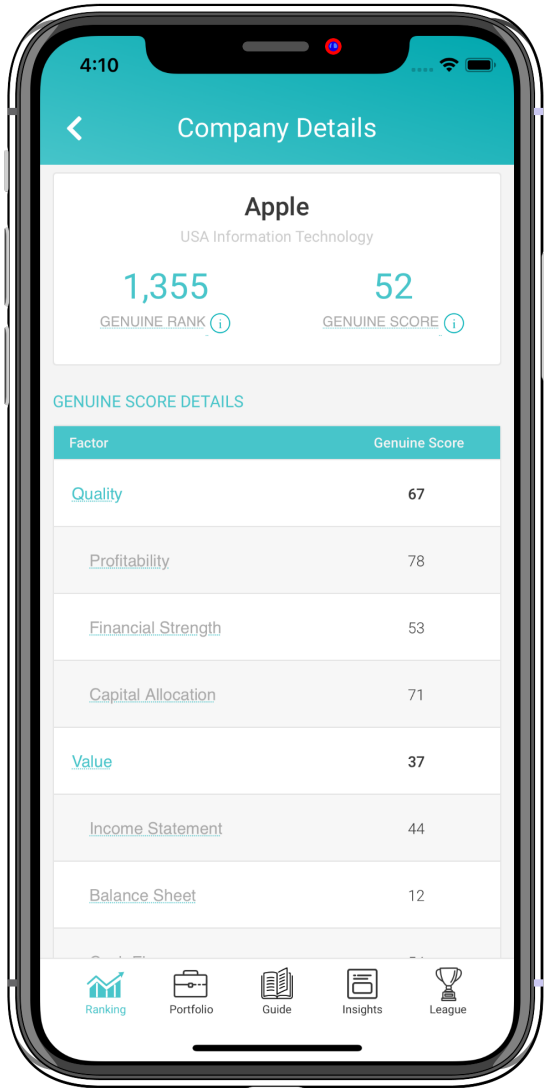 4:10
Company Details
Apple
USA Information Technology
1,355 52
GENUINE RANK GENUINE SCORE
GENUINE SCORE DETAILS
Factor Genuine Score
Quality 67
Profitability 78
Financial Strength 53
Capital Allocation 71
Value 37
Income Statement 44
Balance Sheet 12
Ranking Portfolio Guide Insights League